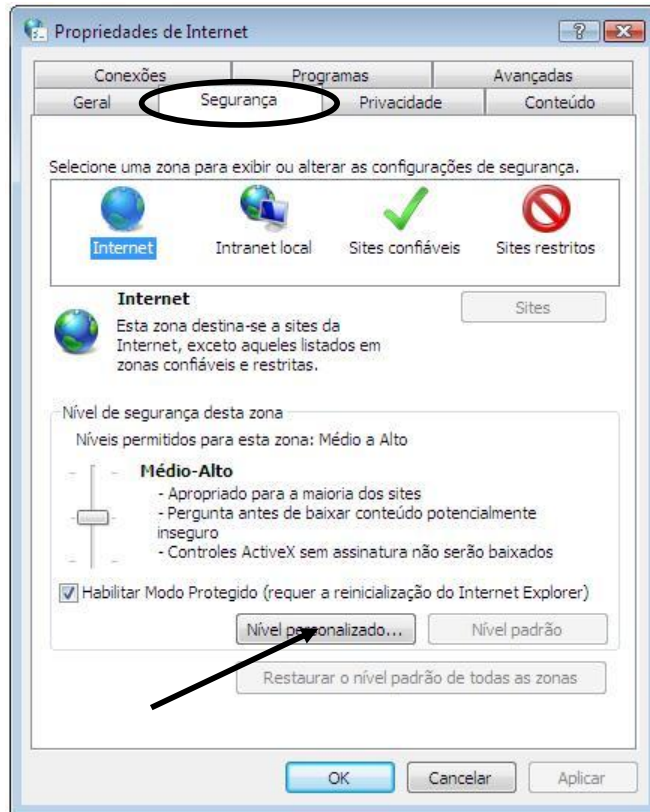 Propriedades de Internet
Conexões Programas Avançadas
Geral Segurança Privacidade Conteúdo
Selecione uma zona para exibir ou alterar as configurações de segurança.
Internet Intranet local Sites confiáveis Sites restritos
Internet
Sites
Esta zona destina-se a sites da
Internet, exceto aqueles listados em
zonas confiáveis e restritas.
Nível de segurança desta zona
Níveis permitidos para esta zona: Médio a Alto
Médio-Alto
- Apropriado para a maioria dos sites
- Pergunta antes de baixar conteúdo potencialmente
inseguro
- Controles ActiveX sem assinatura não serão baixados
Habilitar Modo Protegido (requer a reinicialização do Internet Explorer)
Nível personalizado... Nível padrão
Restaurar o nível padrão de todas as zonas
OK Cancelar Aplicar